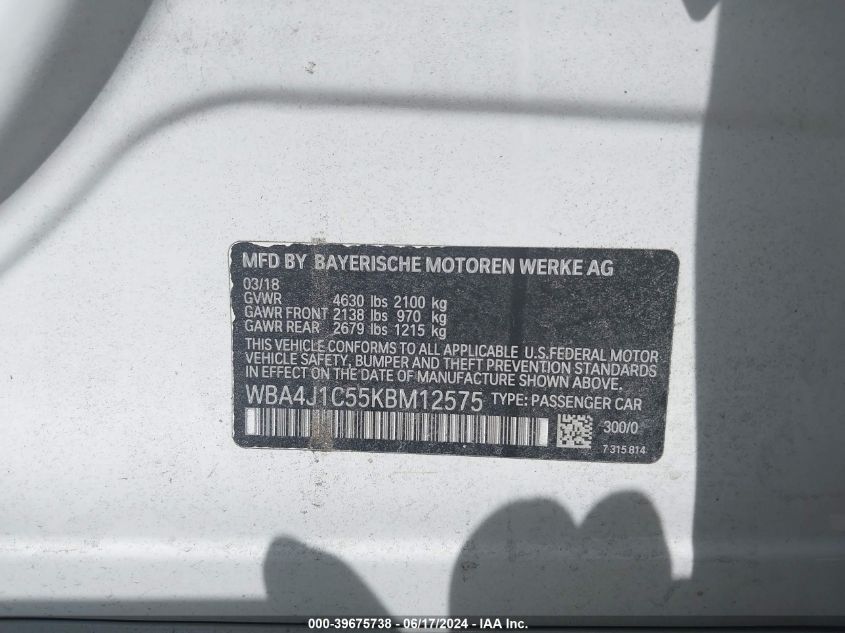 MFD BY BAYERISCHE MOTOREN WERKE AG
03/18
GVWR 4630 lbs 2100 kg
GAWR FRONT 2138 lbs 970 kg
GAWR REAR 2679 lbs 1215 kg
THIS VEHICLE CONFORMS TO ALL APPLICABLE U.S.FEDERAL MOTOR
VEHICLE SAFETY, BUMPER AND THEFT PREVENTION STANDARDS
IN EFFECT ON THE DATE OF MANUFACTURE SHOWN ABOVE.
WBA4J1C55KBM12575 TYPE: PASSENGER CAR
300/0
7 315 814
000-39675738 - 06/17/2024 - IAA Inc.